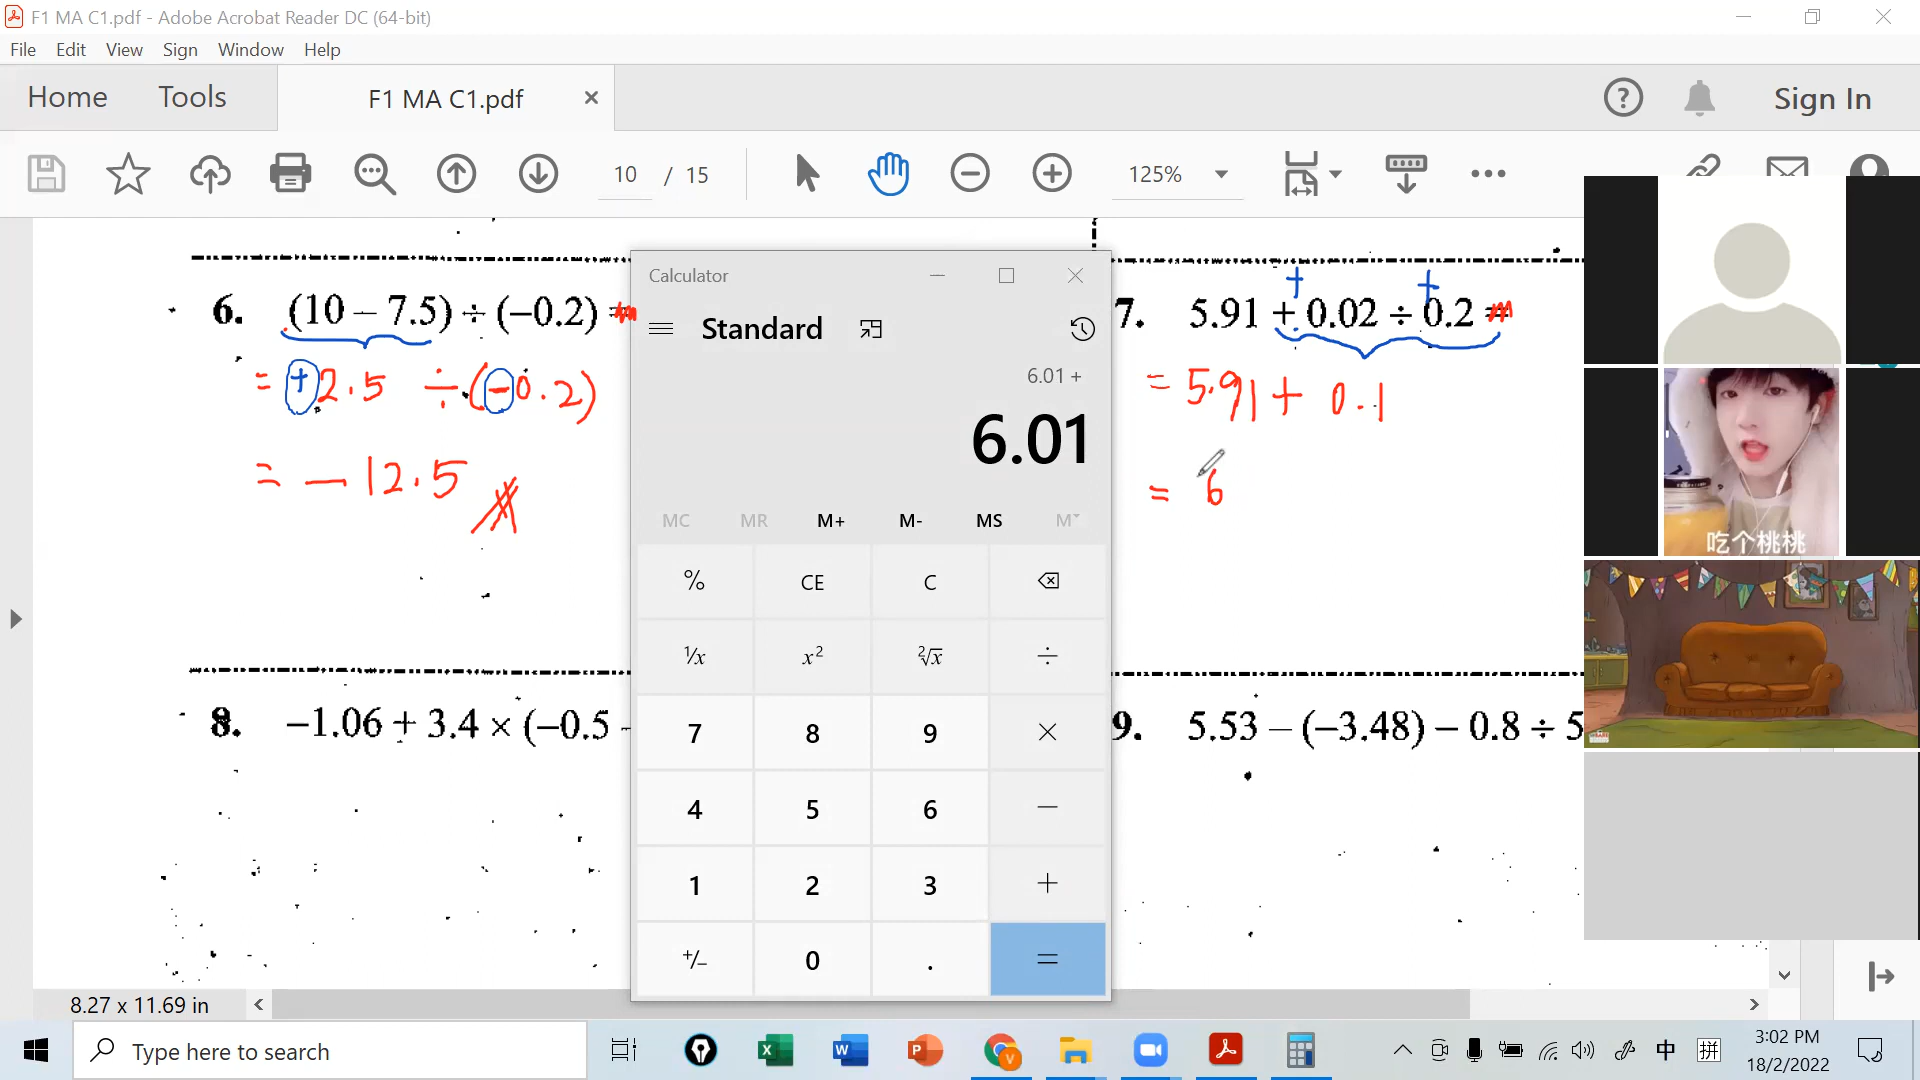 F1 MA C1.pdf - Adobe Acrobat Reader DC (64-bit)
File Edit View Sign Window Help
Home Tools F1 MA C1.pdf Sign In
10 / 15 125%
6. (10 – 7.5) ÷ (–0.2) =
= +2.5 ÷ (-0.2)
= -12.5
Calculator
Standard
6.01 +
6.01
MC MR M+ M- MS M˅
% CE C
1/x x² ²√x ÷
7 8 9 ×
4 5 6 −
1 2 3 +
+/− 0 . =
+ +
7. 5.91 + 0.02 ÷ 0.2 =
= 5.91 + 0.1
= 6
8. –1.06 + 3.4 × (–0.5 –
9. 5.53 – (–3.48) – 0.8 ÷ 5
吃个桃桃
8.27 x 11.69 in
Type here to search
中 拼
3:02 PM
18/2/2022